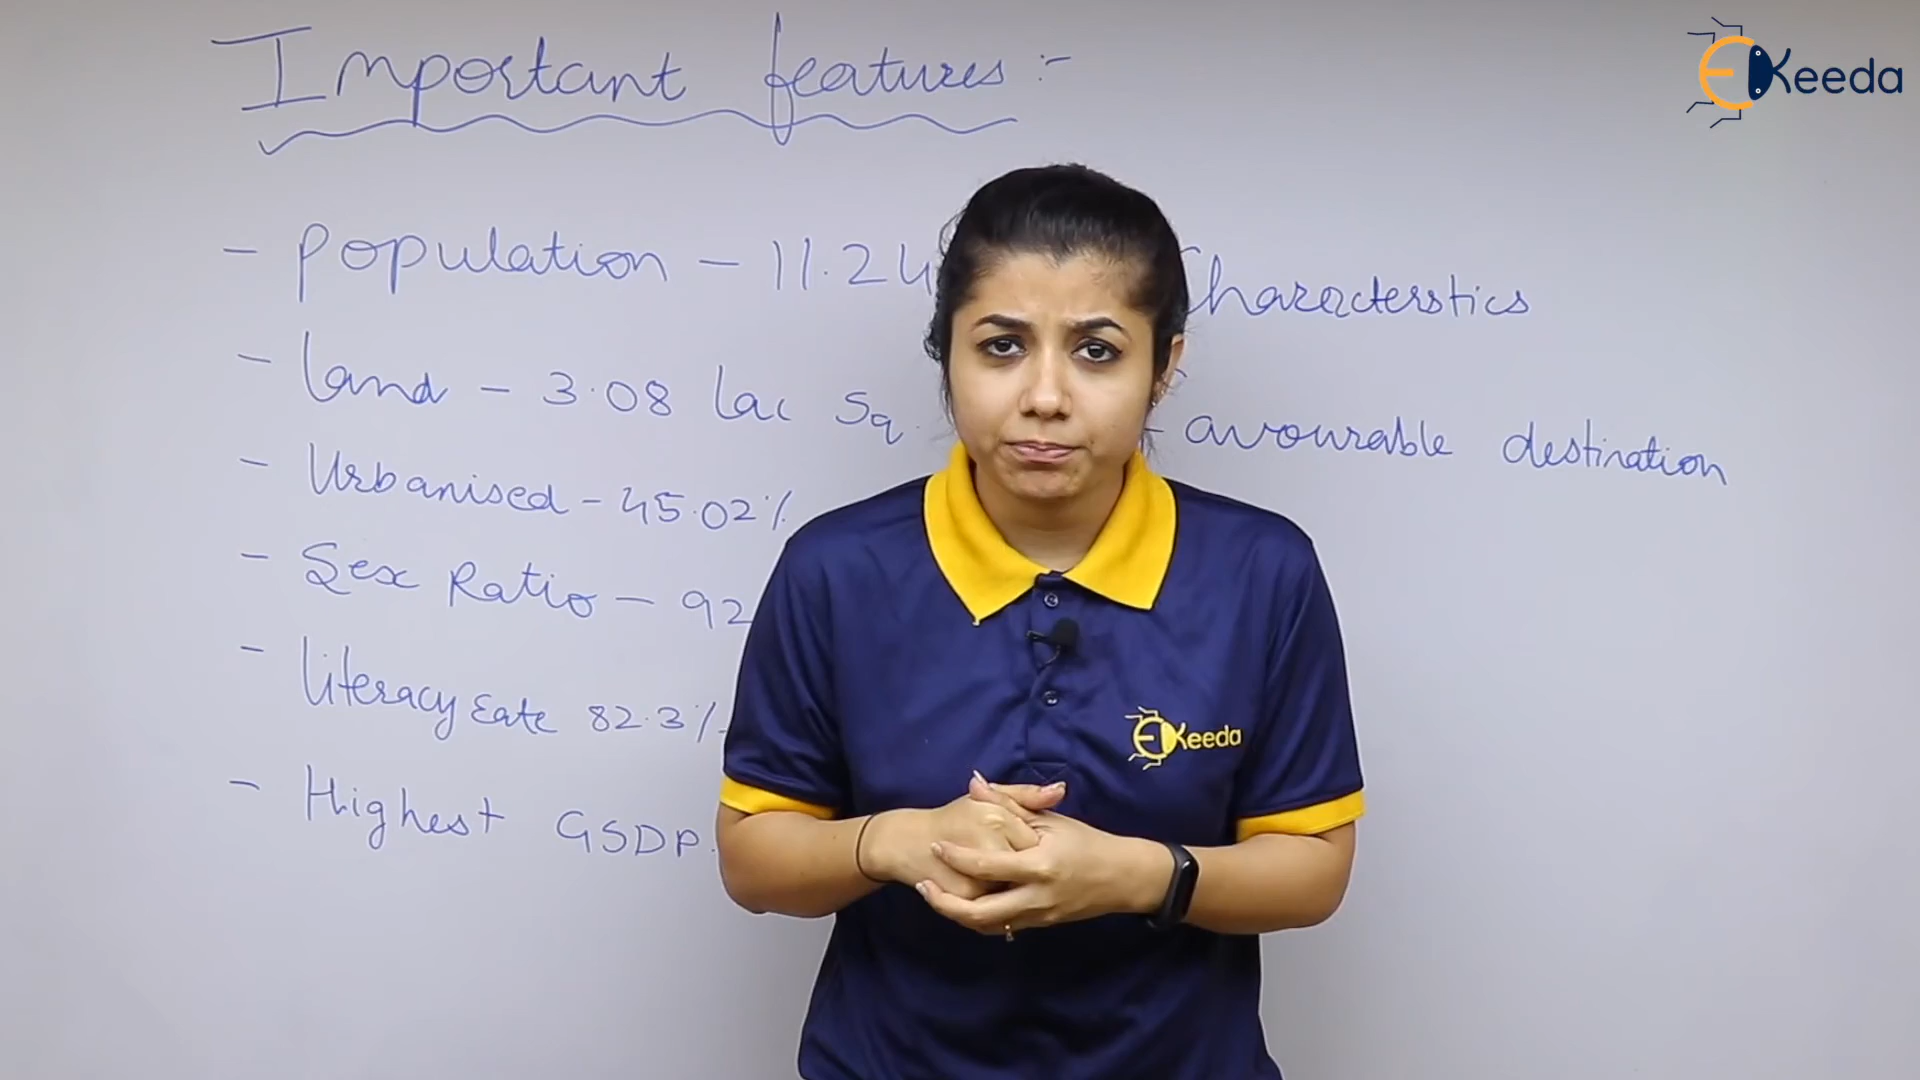 Important features :-
EKeeda
- Population - 11.24
Characterstics
- Land - 3.08 lac Sq.
avourable destination
- Urbanised - 45.02%
- Sex Ratio - 92
- Literacy Rate 82.3%
- Highest GSDP.
EKeeda